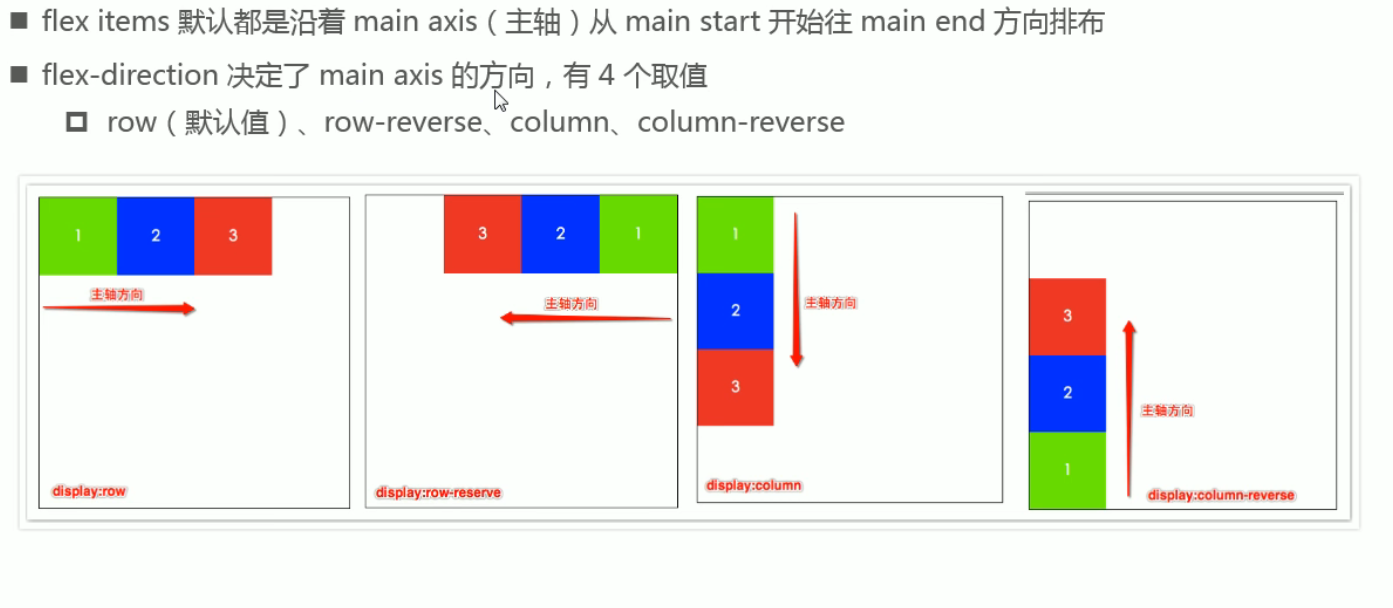 flex items 默认都是沿着 main axis（主轴）从 main start 开始往 main end 方向排布
flex-direction 决定了 main axis 的方向，有 4 个取值
row（默认值）、row-reverse、column、column-reverse
1 2 3
主轴方向
display:row
3 2 1
主轴方向
display:row-reserve
1
2
3
主轴方向
display:column
3
2
1
主轴方向
display:column-reverse